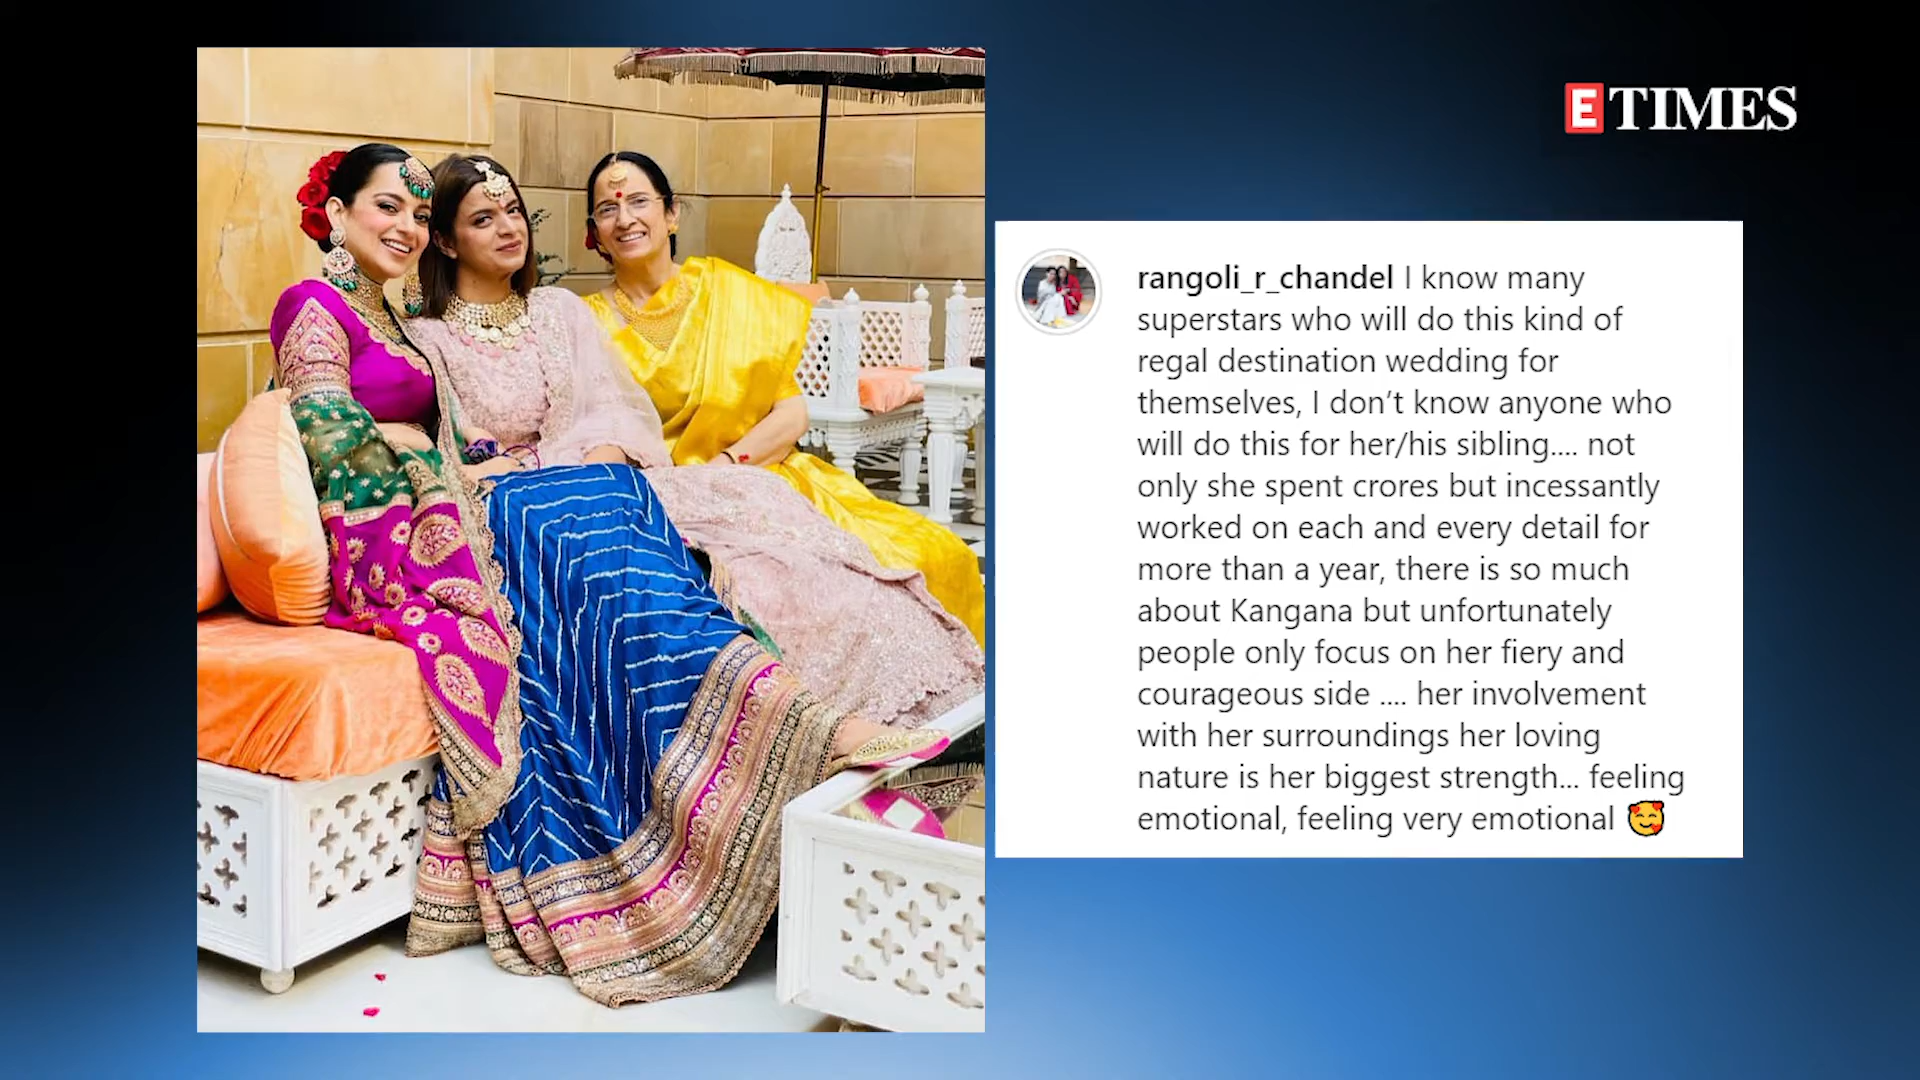 E TIMES
rangoli_r_chandel I know many
superstars who will do this kind of
regal destination wedding for
themselves, I don’t know anyone who
will do this for her/his sibling.... not
only she spent crores but incessantly
worked on each and every detail for
more than a year, there is so much
about Kangana but unfortunately
people only focus on her fiery and
courageous side .... her involvement
with her surroundings her loving
nature is her biggest strength... feeling
emotional, feeling very emotional 🥰